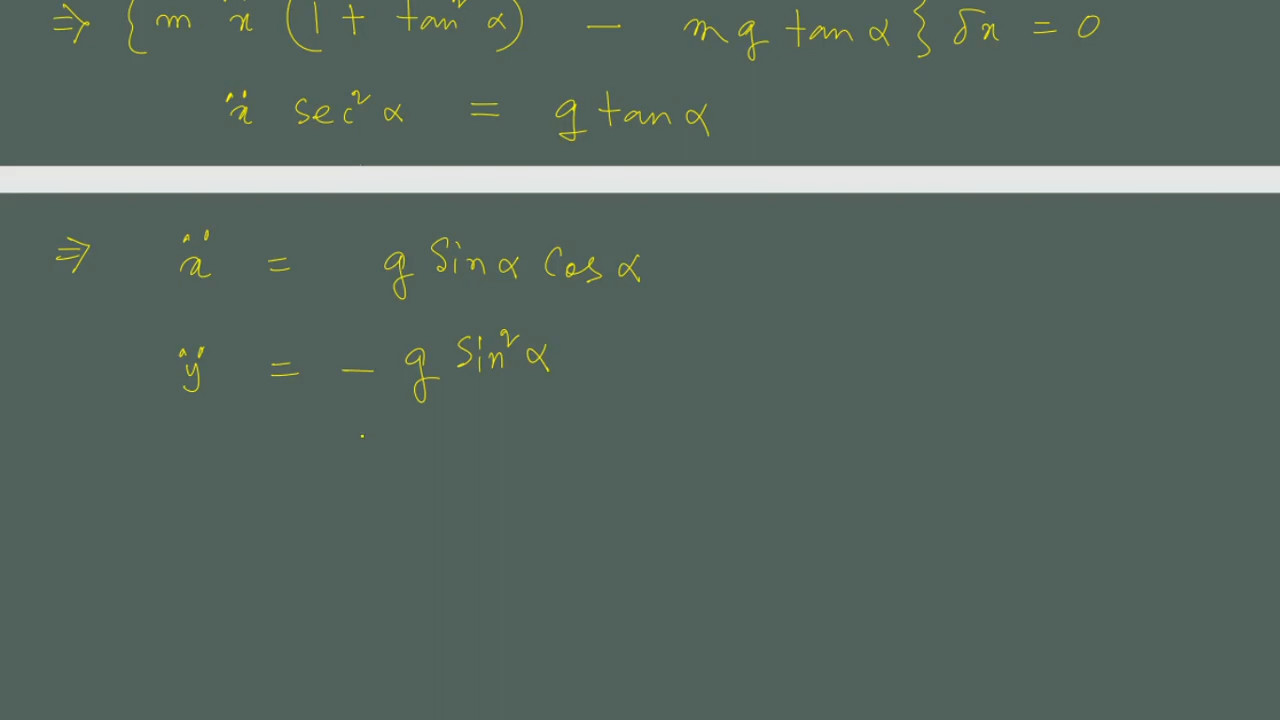 ⇒ {m ẍ (1 + tan² α) − mg tan α} δx = 0
ẍ sec² α = g tan α
⇒ ẍ = g Sin α Cos α
ÿ = − g Sin² α